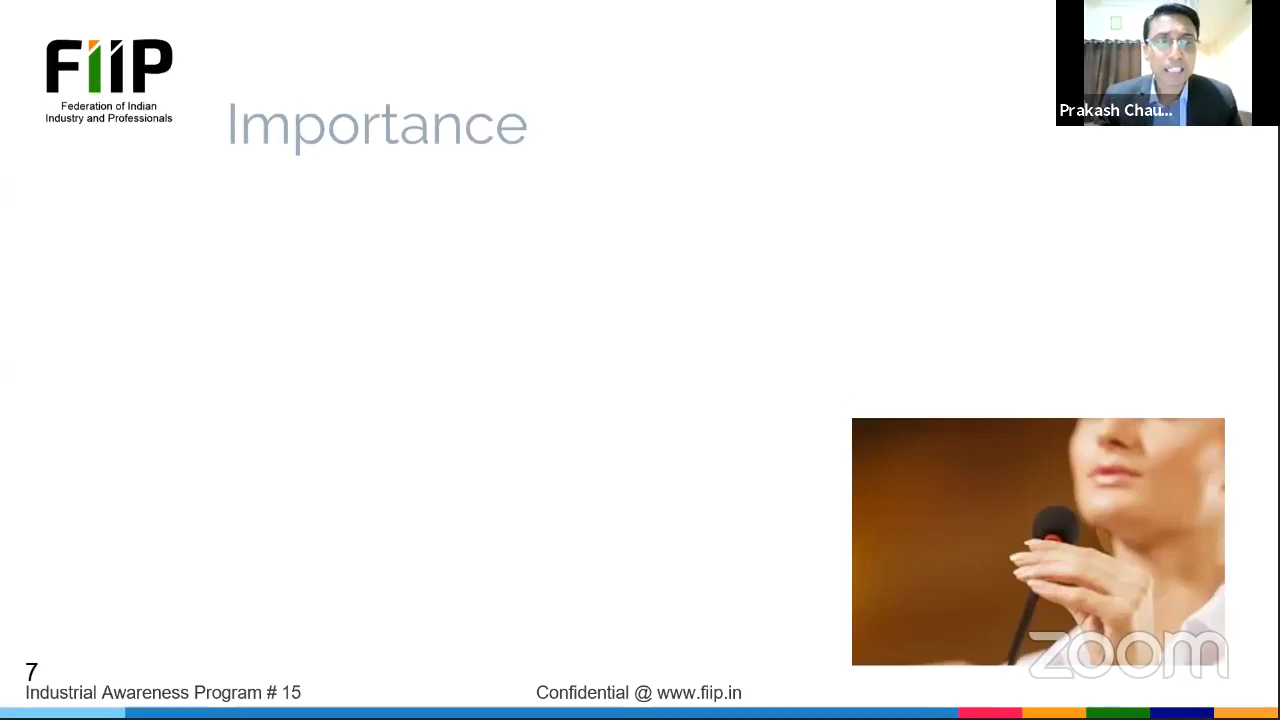 FiiP
Federation of Indian
Industry and Professionals
Importance
Prakash Chau...
zoom
7
Industrial Awareness Program # 15
Confidential @ www.fiip.in